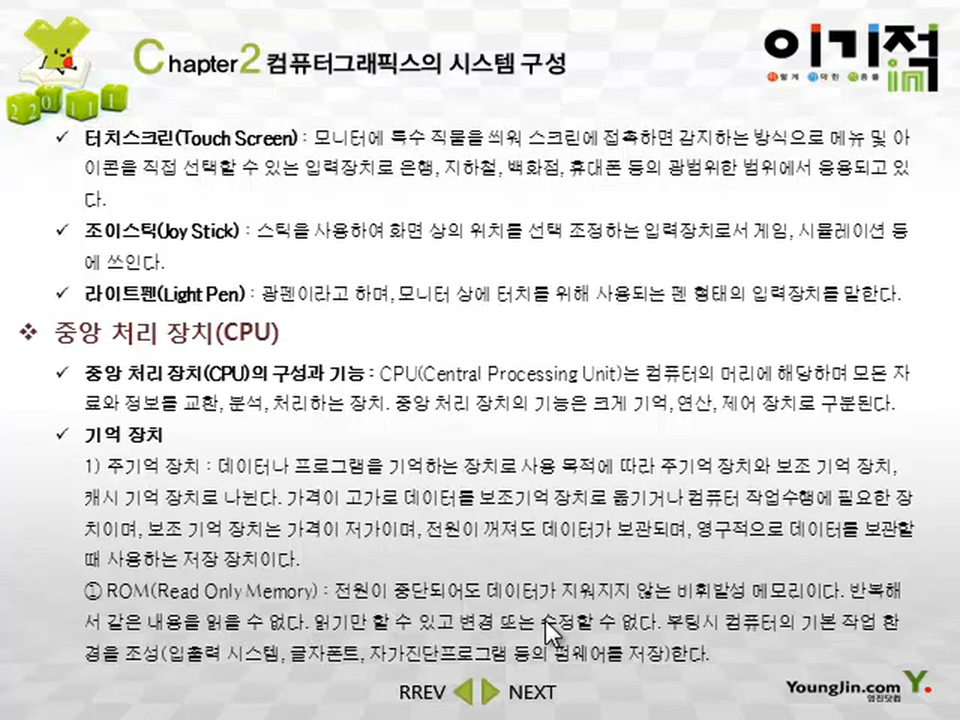 Chapter2 컴퓨터그래픽스의 시스템 구성
이기적in
2011
✓ 터치스크린(Touch Screen) : 모니터에 특수 직물을 씌워 스크린에 접촉하면 감지하는 방식으로 메뉴 및 아
이콘을 직접 선택할 수 있는 입력장치로 은행, 지하철, 백화점, 휴대폰 등의 광범위한 범위에서 응용되고 있
다.
✓ 조이스틱(Joy Stick) : 스틱을 사용하여 화면 상의 위치를 선택 조정하는 입력장치로서 게임, 시뮬레이션 등
에 쓰인다.
✓ 라이트펜(Light Pen) : 광펜이라고 하며, 모니터 상에 터치를 위해 사용되는 펜 형태의 입력장치를 말한다.
❖ 중앙 처리 장치(CPU)
✓ 중앙 처리 장치(CPU)의 구성과 기능 : CPU(Central Processing Unit)는 컴퓨터의 머리에 해당하며 모든 자
료와 정보를 교환, 분석, 처리하는 장치. 중앙 처리 장치의 기능은 크게 기억, 연산, 제어 장치로 구분된다.
✓ 기억 장치
1) 주기억 장치 : 데이터나 프로그램을 기억하는 장치로 사용 목적에 따라 주기억 장치와 보조 기억 장치,
캐시 기억 장치로 나뉜다. 가격이 고가로 데이터를 보조기억 장치로 옮기거나 컴퓨터 작업수행에 필요한 장
치이며, 보조 기억 장치는 가격이 저가이며, 전원이 꺼져도 데이터가 보관되며, 영구적으로 데이터를 보관할
때 사용하는 저장 장치이다.
① ROM(Read Only Memory) : 전원이 중단되어도 데이터가 지워지지 않는 비휘발성 메모리이다. 반복해
서 같은 내용을 읽을 수 없다. 읽기만 할 수 있고 변경 또는 수정할 수 없다. 부팅시 컴퓨터의 기본 작업 환
경을 조성(입출력 시스템, 글자폰트, 자가진단프로그램 등의 펌웨어를 저장)한다.
RREV NEXT
YoungJin.com Y.
영진닷컴